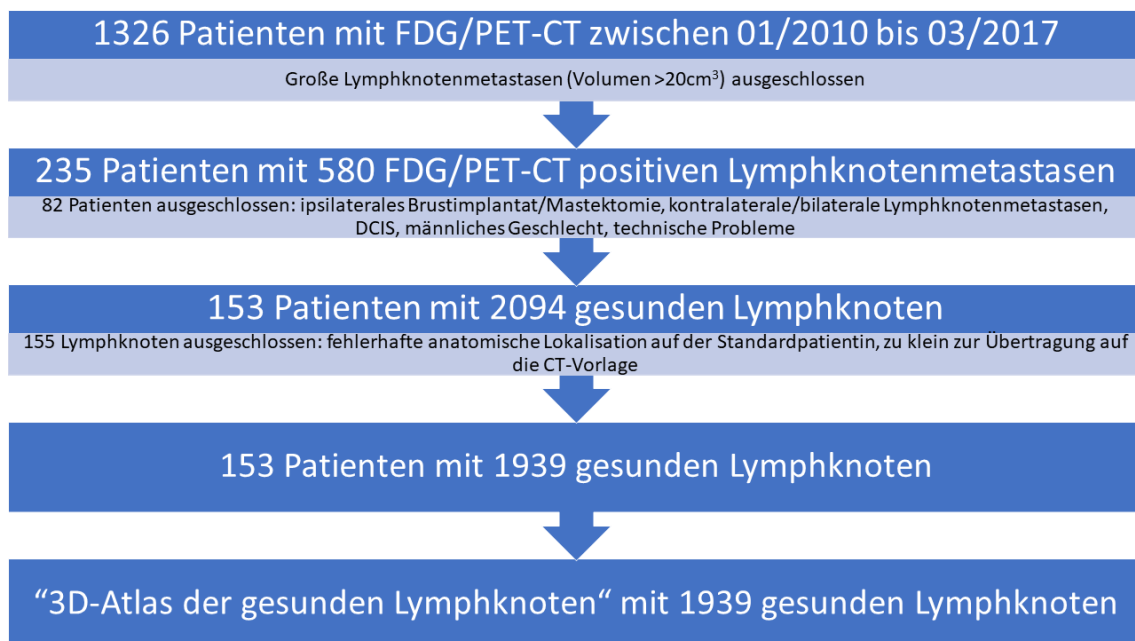 1326 Patienten mit FDG/PET-CT zwischen 01/2010 bis 03/2017
Große Lymphknotenmetastasen (Volumen >20cm³) ausgeschlossen
235 Patienten mit 580 FDG/PET-CT positiven Lymphknotenmetastasen
82 Patienten ausgeschlossen: ipsilaterales Brustimplantat/Mastektomie, kontralaterale/bilaterale Lymphknotenmetastasen,
DCIS, männliches Geschlecht, technische Probleme
153 Patienten mit 2094 gesunden Lymphknoten
155 Lymphknoten ausgeschlossen: fehlerhafte anatomische Lokalisation auf der Standardpatientin, zu klein zur Übertragung auf
die CT-Vorlage
153 Patienten mit 1939 gesunden Lymphknoten
“3D-Atlas der gesunden Lymphknoten“ mit 1939 gesunden Lymphknoten